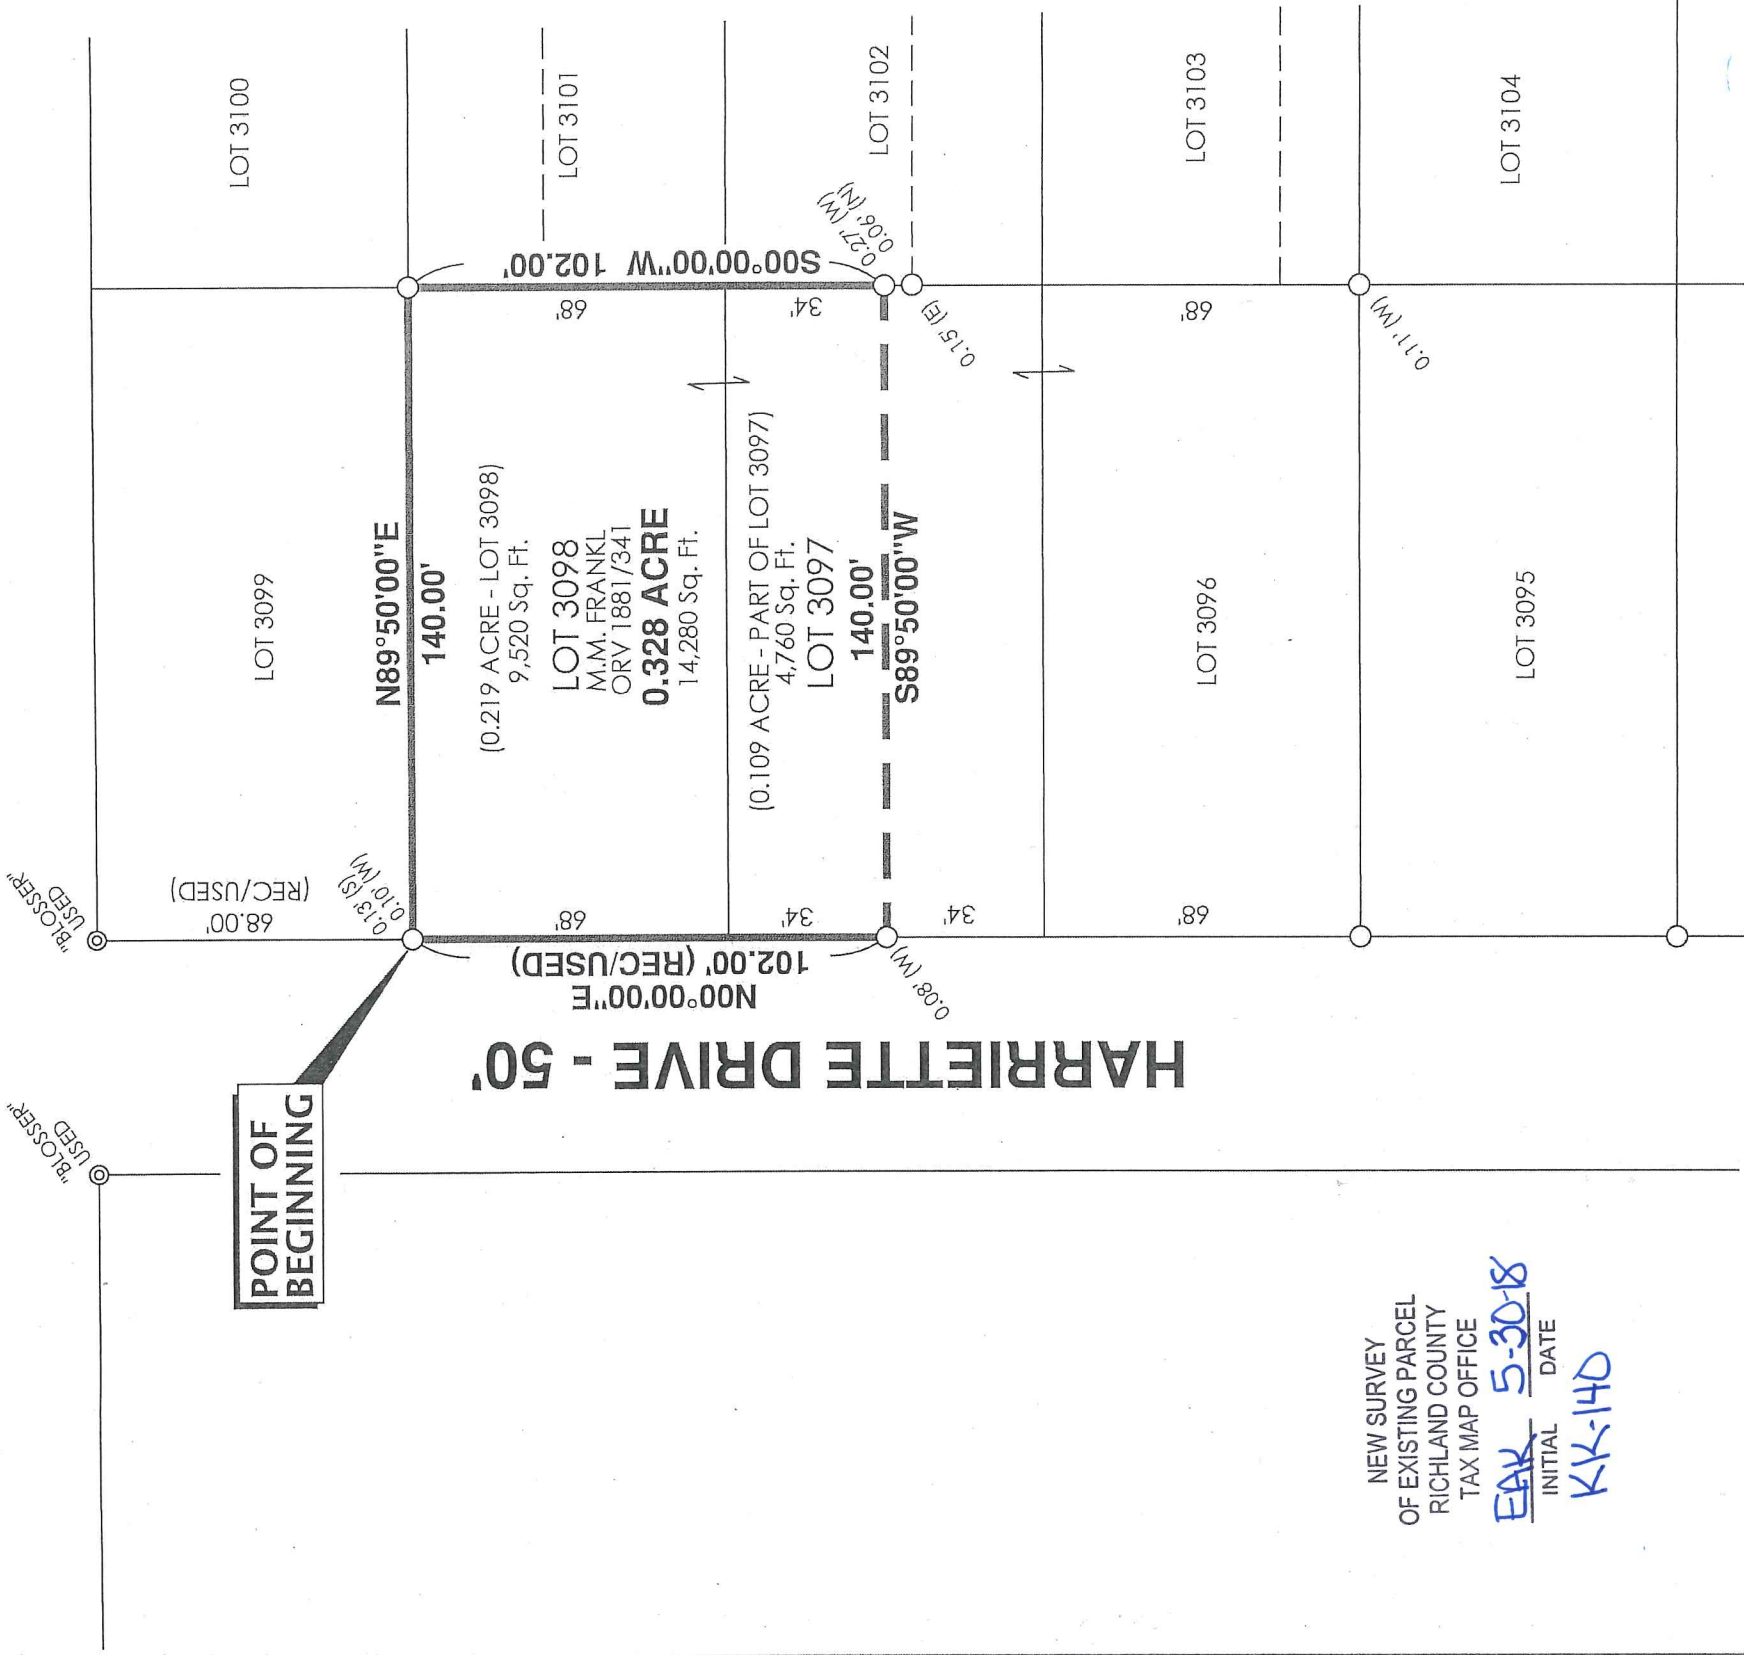 "BLOSSER"
USED
68.00'
(REC/USED)
0.13' (S)
0.10' (W)
LOT 3099
LOT 3100
N89°50'00"E
140.00'
(0.219 ACRE - LOT 3098)
9,520 Sq. Ft.
LOT 3098
M.M. FRANKL
ORV 1881/341
0.328 ACRE
14,280 Sq. Ft.
68'
68'
S00°00'00"W 102.00'
LOT 3101
(0.109 ACRE - PART OF LOT 3097)
4,760 Sq. Ft.
LOT 3097
140.00'
S89°50'00"W
34'
34'
0.27' (W)
0.06' (N)
LOT 3102
0.15' (E)
34'
N00°00'00"E
102.00' (REC/USED)
0.08' (W)
LOT 3096
68'
68'
LOT 3103
0.11' (W)
LOT 3095
LOT 3104
HARRIETTE DRIVE - 50'
"BLOSSER"
USED
POINT OF
BEGINNING
NEW SURVEY
OF EXISTING PARCEL
RICHLAND COUNTY
TAX MAP OFFICE
EAK 5-30-18
INITIAL DATE
KK-140